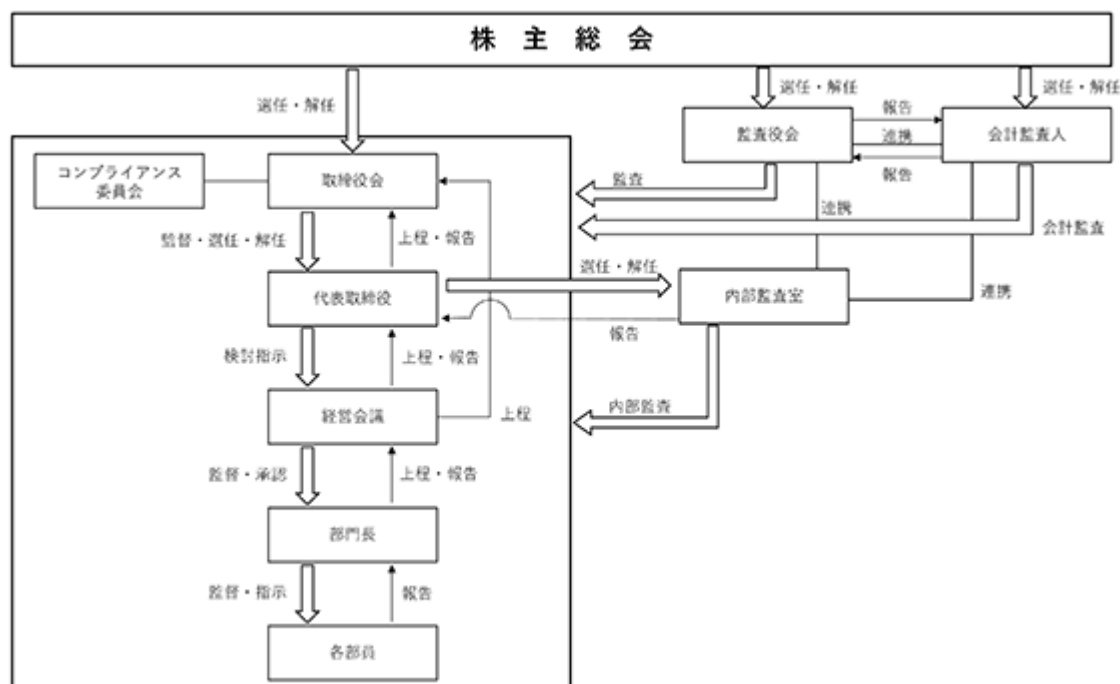 株 主 総 会
選任・解任
選任・解任
選任・解任
監査役会
報告
連携
報告
会計監査人
コンプライアンス
委員会
取締役会
監査
連携
会計監査
監督・選任・解任
上程・報告
選任・解任
代表取締役
内部監査室
連携
報告
検討指示
上程・報告
経営会議
上程
内部監査
監督・承認
上程・報告
部門長
監督・指示
報告
各部員